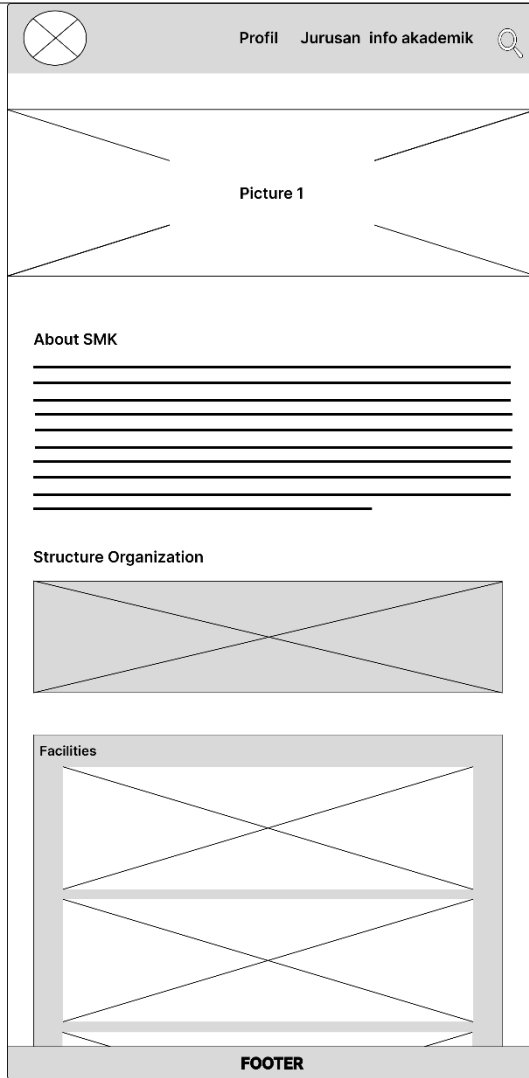 Profil Jurusan info akademik
Picture 1
About SMK
Structure Organization
Facilities
FOOTER